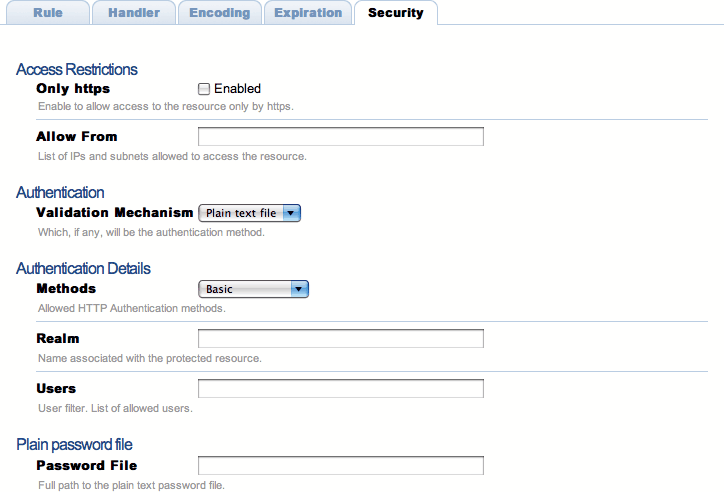 Rule Handler Encoding Expiration Security
Access Restrictions
Only https Enabled
Enable to allow access to the resource only by https.
Allow From
List of IPs and subnets allowed to access the resource.
Authentication
Validation Mechanism Plain text file
Which, if any, will be the authentication method.
Authentication Details
Methods Basic
Allowed HTTP Authentication methods.
Realm
Name associated with the protected resource.
Users
User filter. List of allowed users.
Plain password file
Password File
Full path to the plain text password file.